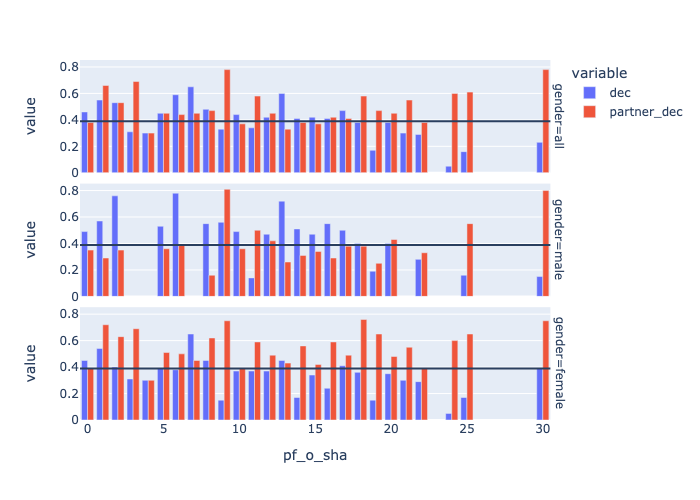 variable
dec
partner_dec
value
0.8
0.6
0.4
0.2
0
gender=all
value
0.8
0.6
0.4
0.2
0
gender=male
value
0.8
0.6
0.4
0.2
0
gender=female
0 5 10 15 20 25 30
pf_o_sha